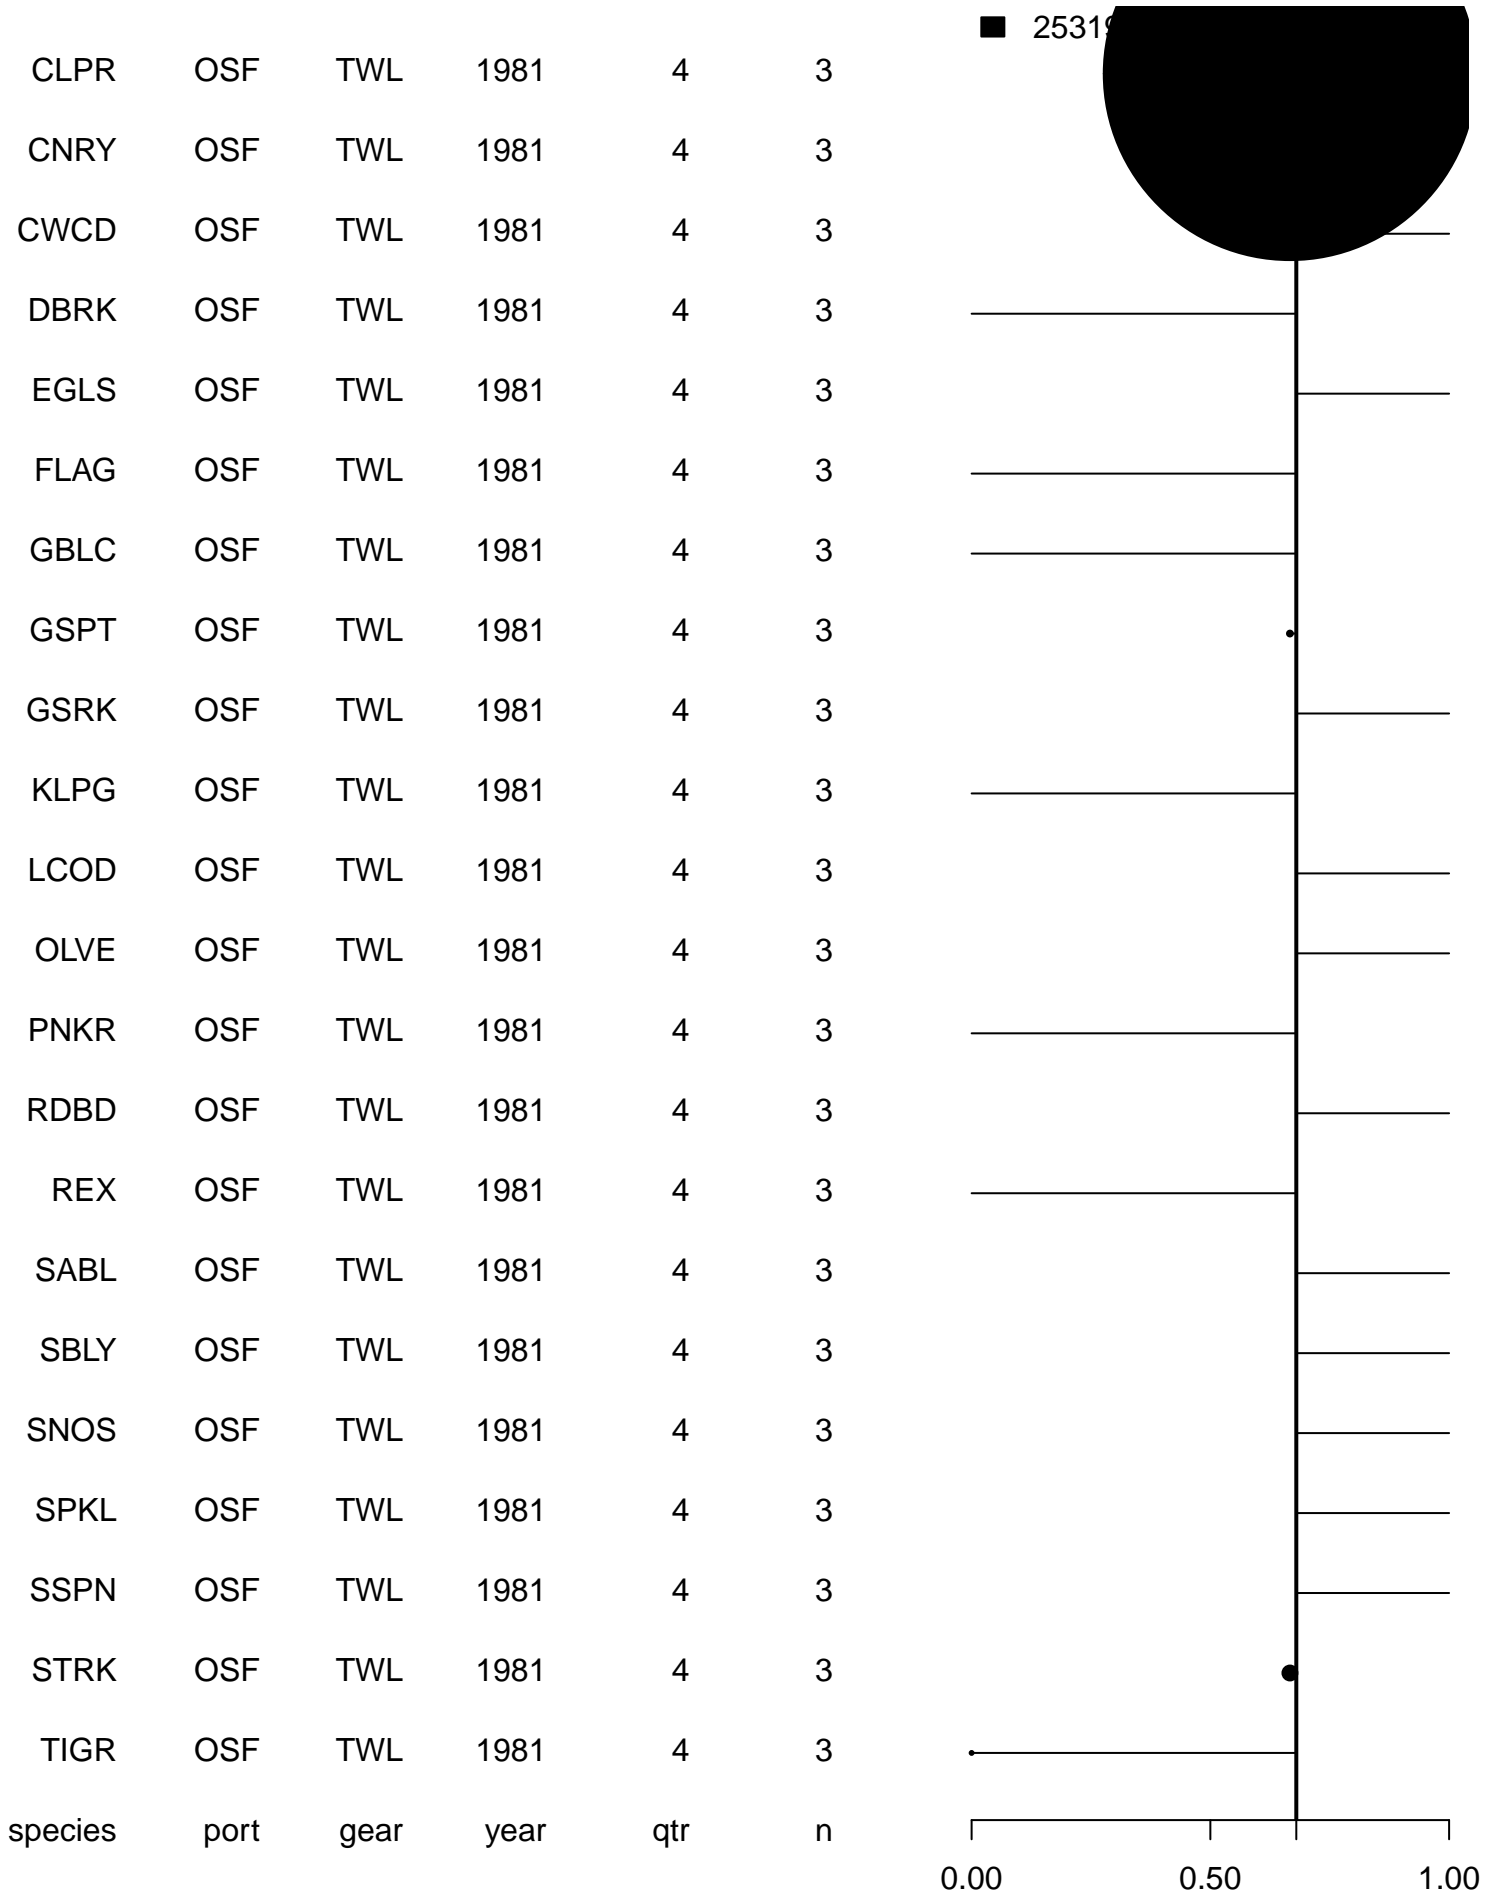 25319
CLPR OSF TWL 1981 4 3
CNRY OSF TWL 1981 4 3
CWCD OSF TWL 1981 4 3
DBRK OSF TWL 1981 4 3
EGLS OSF TWL 1981 4 3
FLAG OSF TWL 1981 4 3
GBLC OSF TWL 1981 4 3
GSPT OSF TWL 1981 4 3
GSRK OSF TWL 1981 4 3
KLPG OSF TWL 1981 4 3
LCOD OSF TWL 1981 4 3
OLVE OSF TWL 1981 4 3
PNKR OSF TWL 1981 4 3
RDBD OSF TWL 1981 4 3
REX OSF TWL 1981 4 3
SABL OSF TWL 1981 4 3
SBLY OSF TWL 1981 4 3
SNOS OSF TWL 1981 4 3
SPKL OSF TWL 1981 4 3
SSPN OSF TWL 1981 4 3
STRK OSF TWL 1981 4 3
TIGR OSF TWL 1981 4 3
species port gear year qtr n
0.00 0.50 1.00